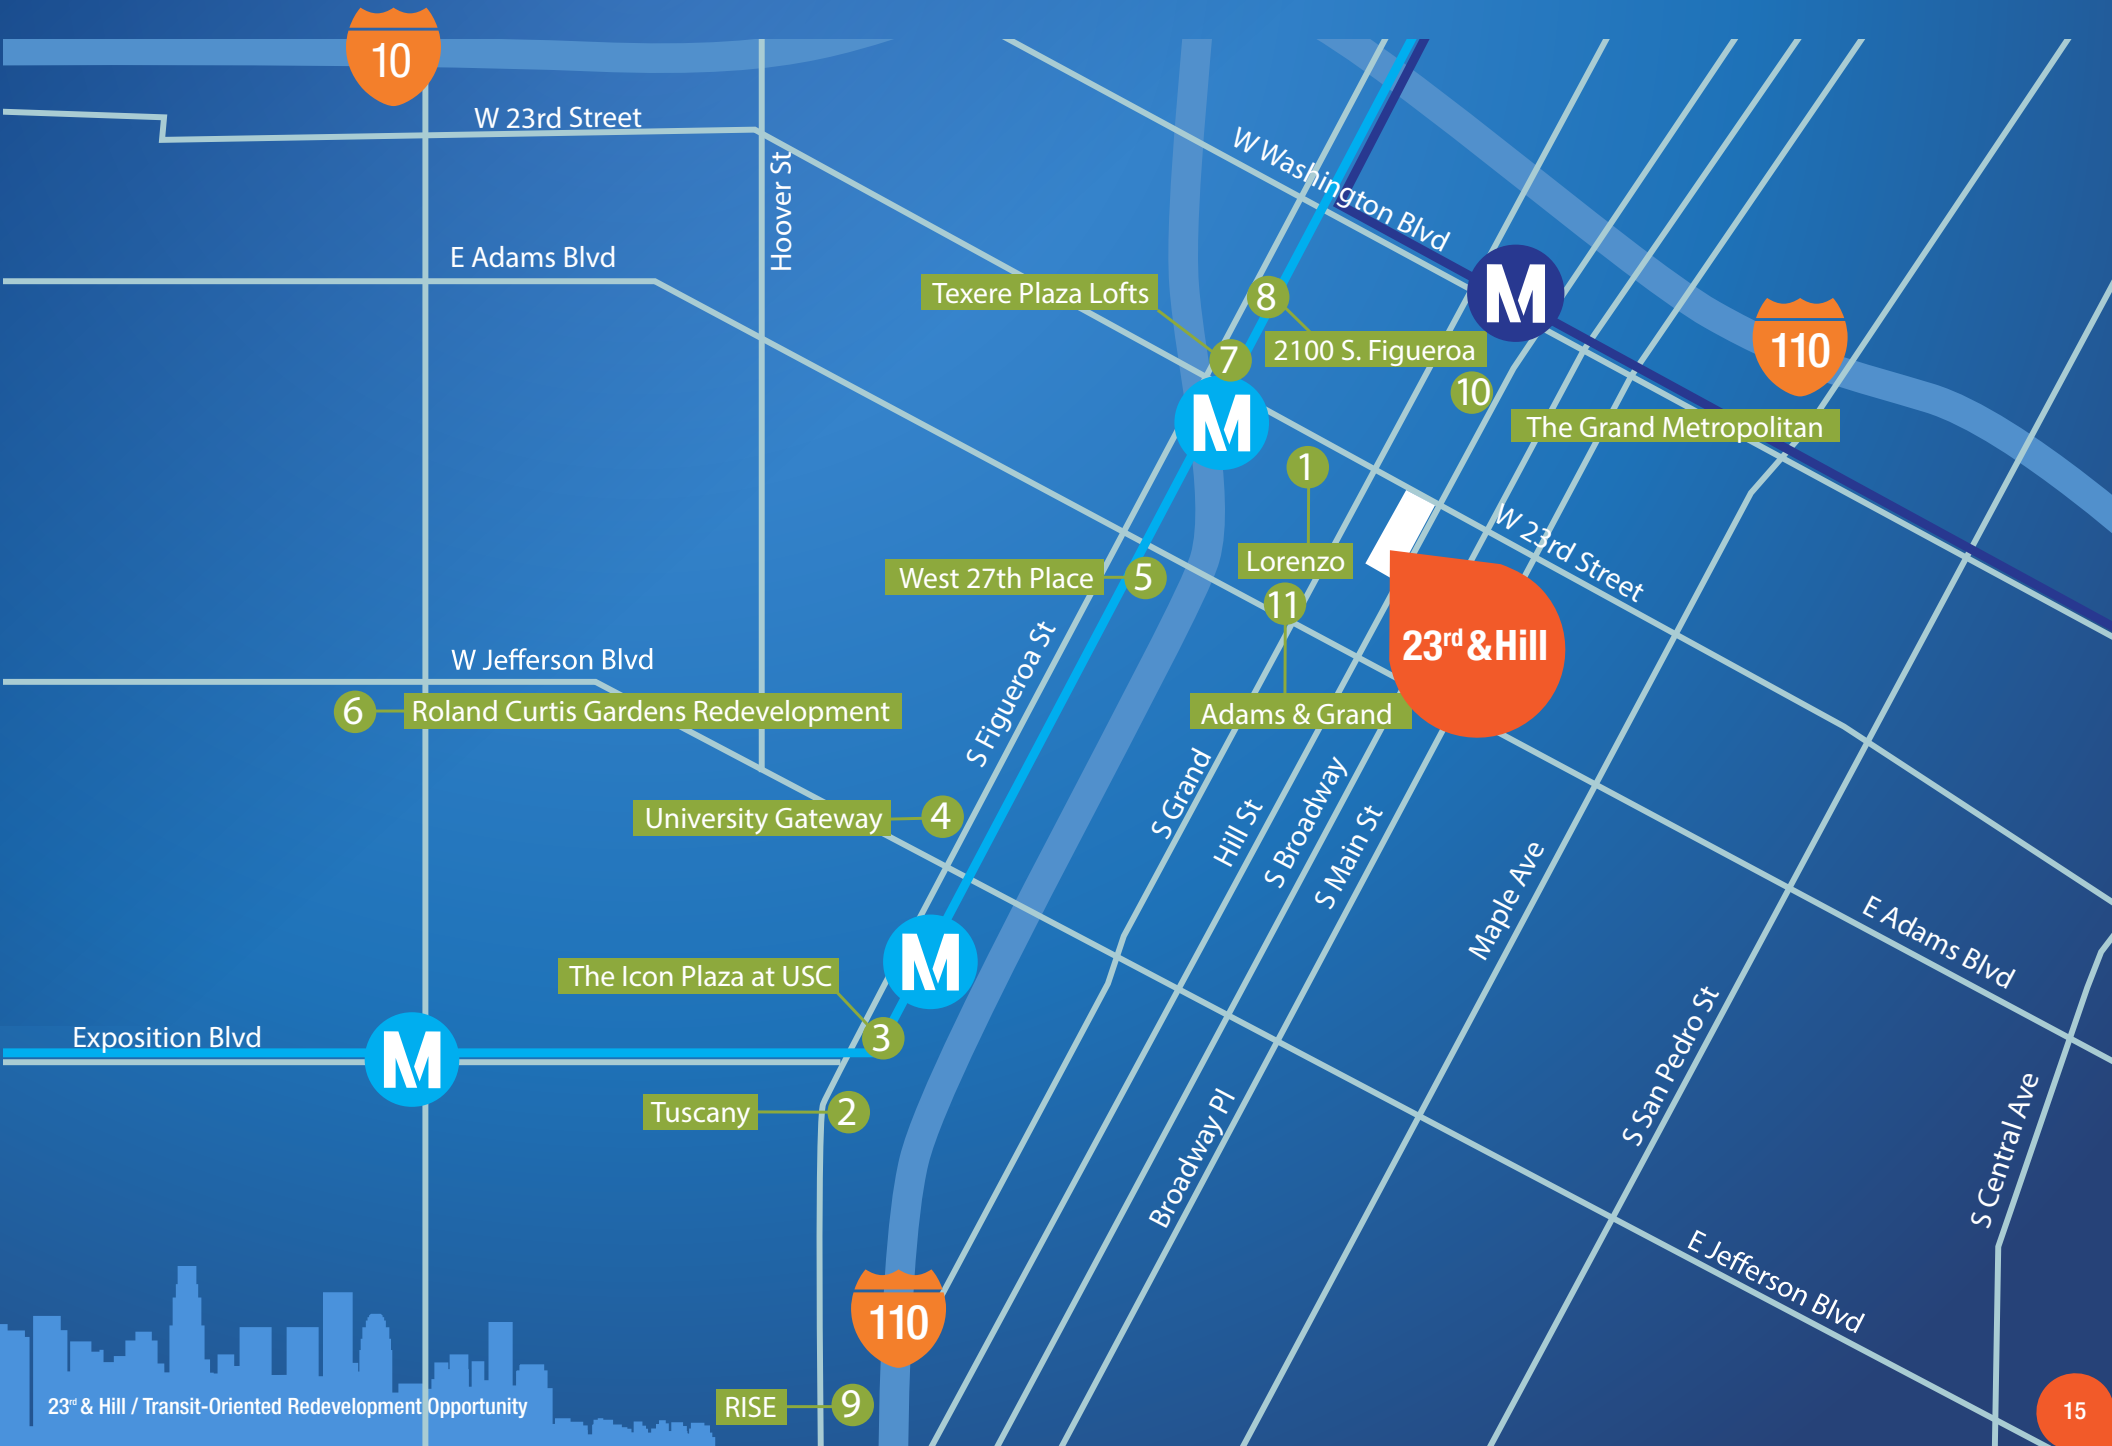 10
W 23rd Street
Hoover St
W Washington Blvd
E Adams Blvd
Texere Plaza Lofts
8
M
7
2100 S. Figueroa
110
10
M
The Grand Metropolitan
1
W 23rd Street
Lorenzo
West 27th Place
5
11
23rd & Hill
S Figueroa St
W Jefferson Blvd
6
Roland Curtis Gardens Redevelopment
Adams & Grand
S Grand
Hill St
S Broadway
S Main St
University Gateway
4
Maple Ave
E Adams Blvd
M
The Icon Plaza at USC
3
Exposition Blvd
M
S San Pedro St
Tuscany
2
Broadway Pl
S Central Ave
E Jefferson Blvd
110
RISE
9
23rd & Hill / Transit-Oriented Redevelopment Opportunity
15